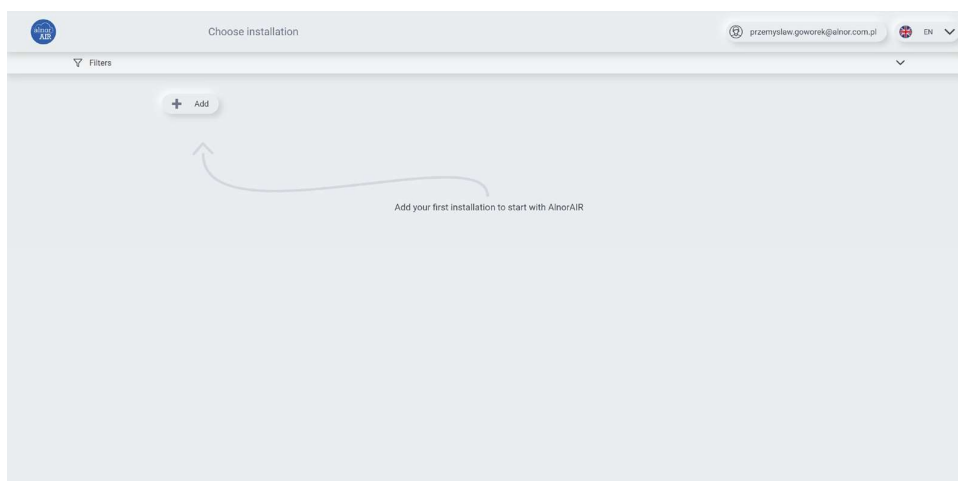 alnor
AIR
Choose installation
przemyslaw.goworek@alnor.com.pl
EN
Filters
Add
Add your first installation to start with AlnorAIR